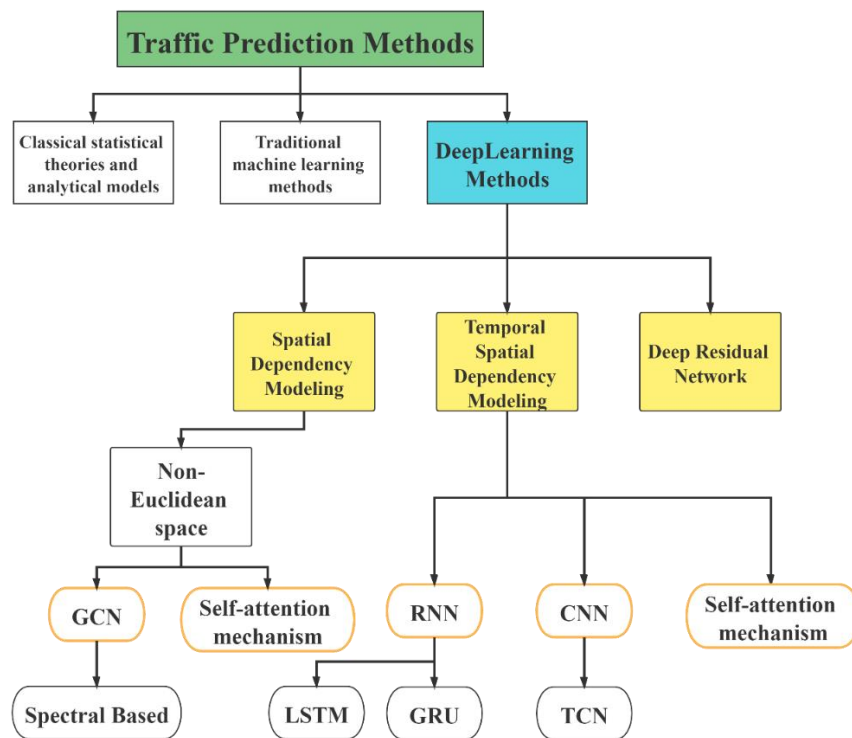 Traffic Prediction Methods
Classical statistical
theories and
analytical models
Traditional
machine learning
methods
DeepLearning
Methods
Spatial
Dependency
Modeling
Temporal
Spatial
Dependency
Modeling
Deep Residual
Network
Non-
Euclidean
space
GCN
Self-attention
mechanism
RNN
CNN
Self-attention
mechanism
Spectral Based
LSTM
GRU
TCN